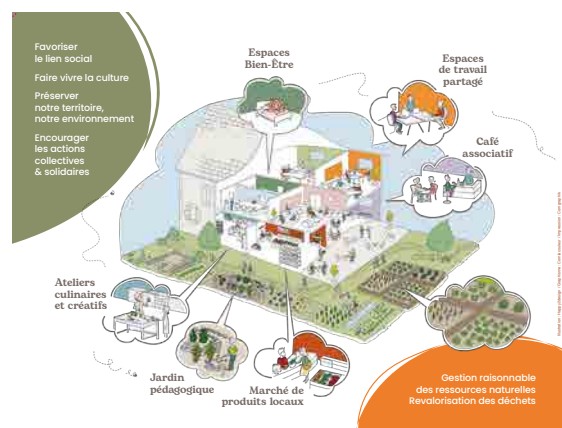 Favoriser
le lien social
Faire vivre la culture
Préserver
notre territoire,
notre environnement
Encourager
les actions
collectives
& solidaires
Espaces
Bien-Être
Espaces
de travail
partagé
Café
associatif
Ateliers
culinaires
et créatifs
Jardin
pédagogique
Marché de
produits locaux
Gestion raisonnable
des ressources naturelles
Revalorisation des déchets